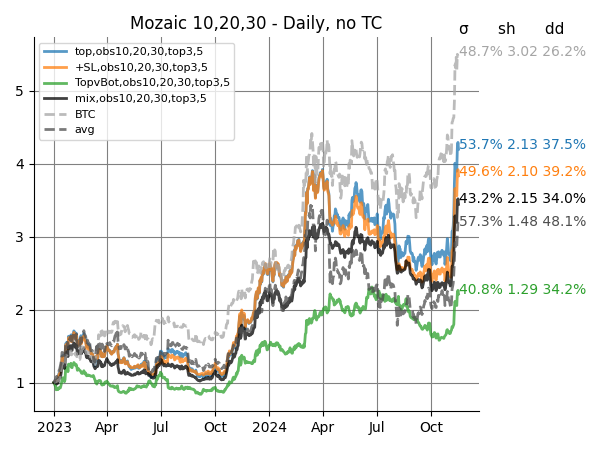 Mozaic 10,20,30 - Daily, no TC
σ sh dd
top,obs10,20,30,top3,5
+SL,obs10,20,30,top3,5
TopvBot,obs10,20,30,top3,5
mix,obs10,20,30,top3,5
BTC
avg
48.7% 3.02 26.2%
53.7% 2.13 37.5%
49.6% 2.10 39.2%
43.2% 2.15 34.0%
57.3% 1.48 48.1%
40.8% 1.29 34.2%
5
4
3
2
1
2023 Apr Jul Oct 2024 Apr Jul Oct